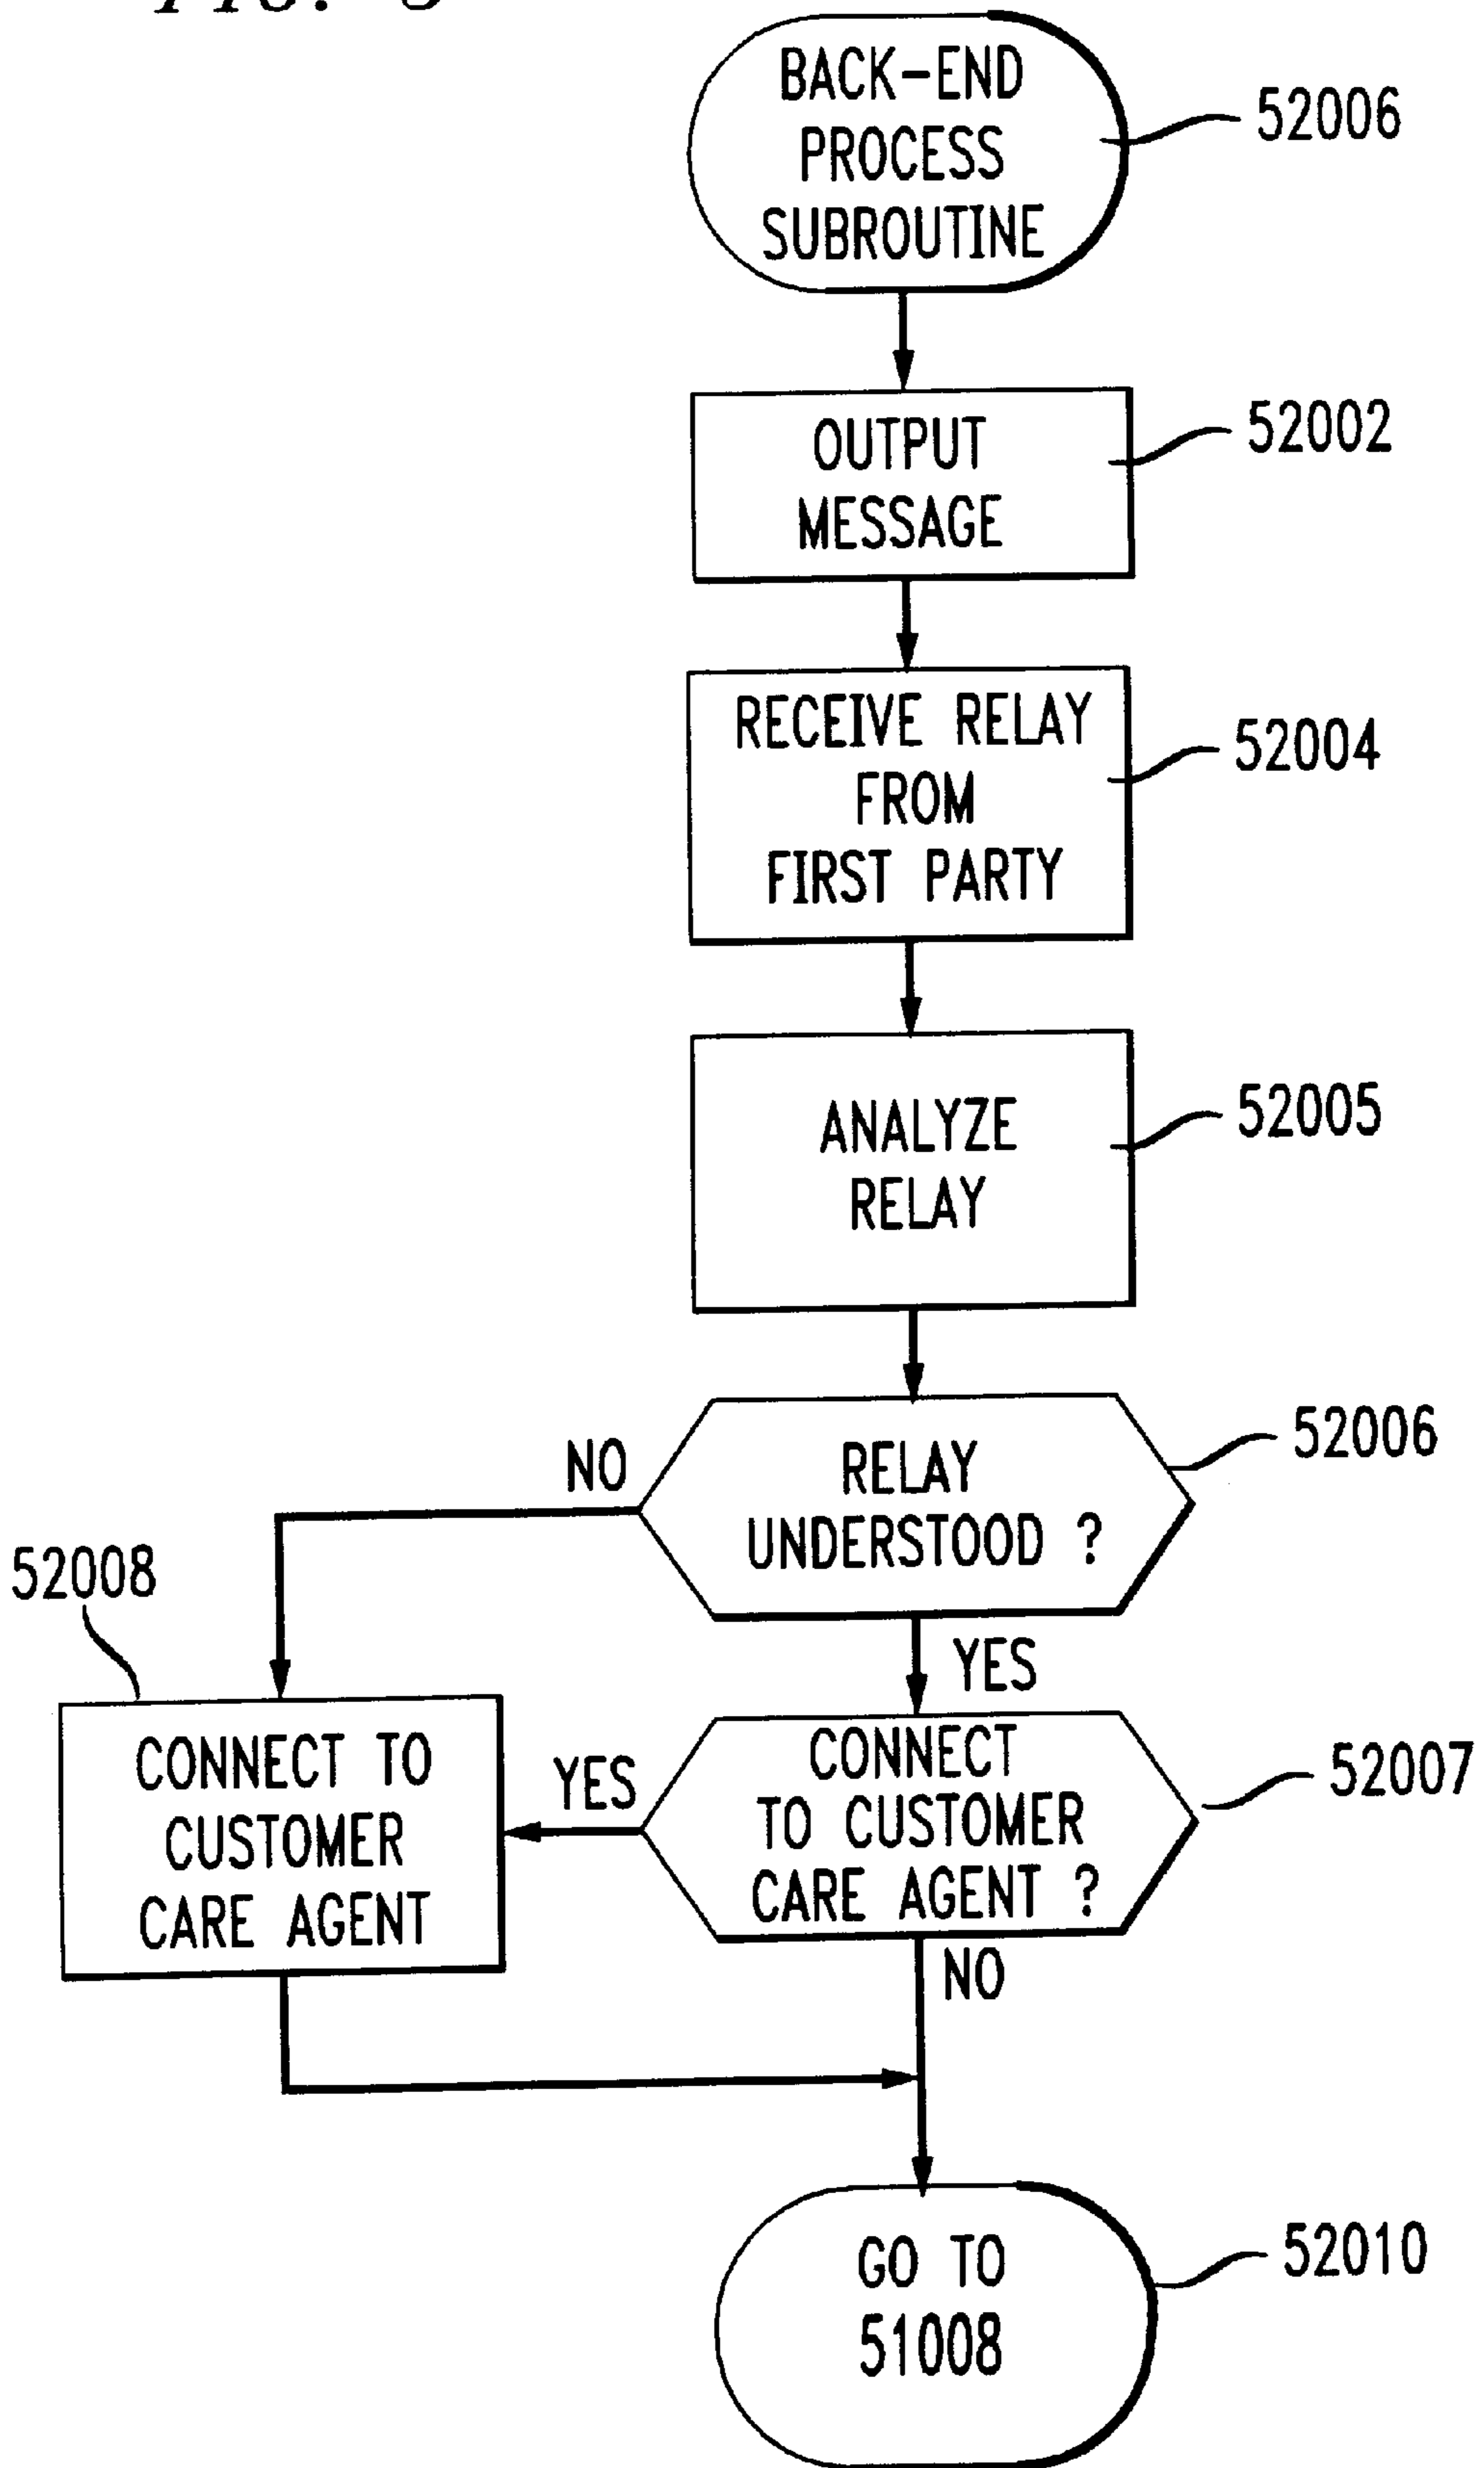 BACK-END
PROCESS
SUBROUTINE
52006
OUTPUT
MESSAGE
52002
RECEIVE RELAY
FROM
FIRST PARTY
52004
ANALYZE
RELAY
52005
RELAY
UNDERSTOOD ?
52006
NO
YES
52008
CONNECT TO
CUSTOMER
CARE AGENT
YES
CONNECT
TO CUSTOMER
CARE AGENT ?
52007
NO
GO TO
51008
52010